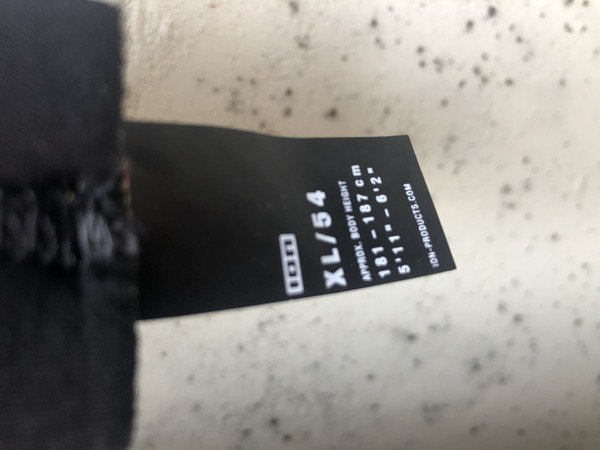 ION
XL/54
APPROX. BODY HEIGHT
181 – 187 cm
5'11" – 6'2"
ION-PRODUCTS.COM